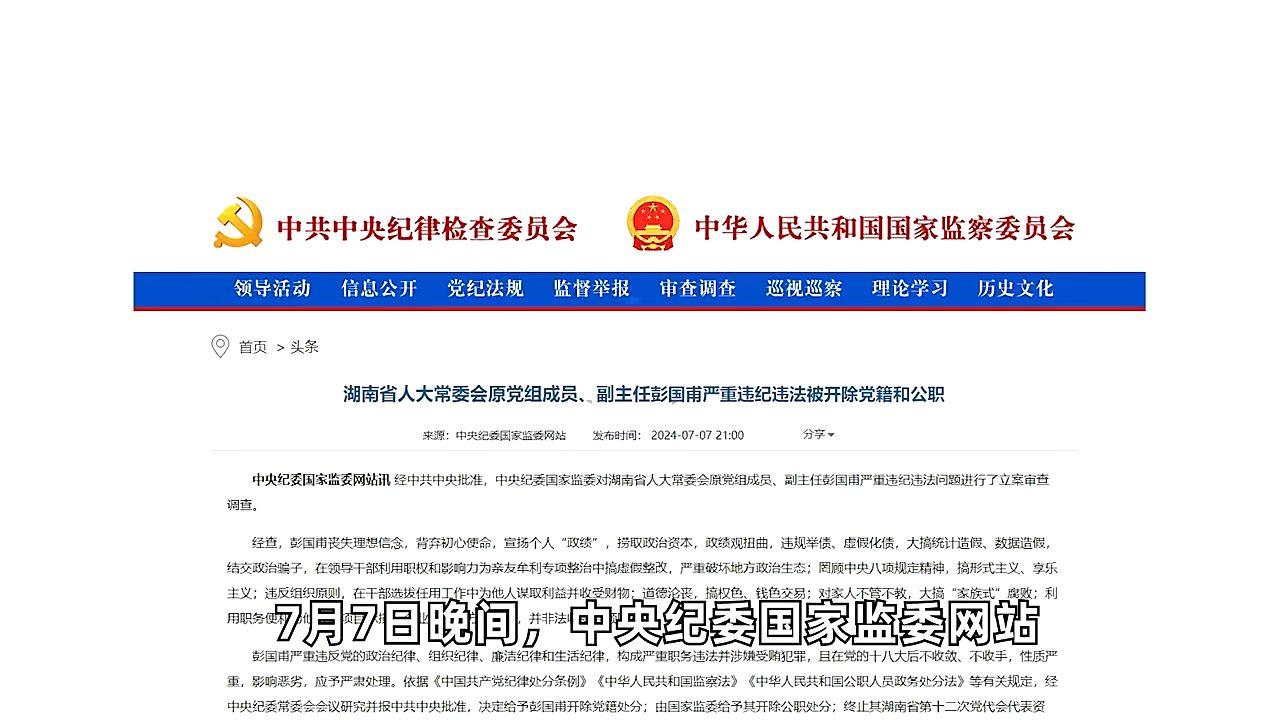 中共中央纪律检查委员会 中华人民共和国国家监察委员会
领导活动 信息公开 党纪法规 监督举报 审查调查 巡视巡察 理论学习 历史文化
首页 > 头条
湖南省人大常委会原党组成员、副主任彭国甫严重违纪违法被开除党籍和公职
来源：中央纪委国家监委网站 发布时间：2024-07-07 21:00 分享
中央纪委国家监委网站讯 经中共中央批准，中央纪委国家监委对湖南省人大常委会原党组成员、副主任彭国甫严重违纪违法问题进行了立案审查
调查。
经查，彭国甫丧失理想信念，背弃初心使命，宣扬个人“政绩”，捞取政治资本，政绩观扭曲，违规举债、虚假化债，大搞统计造假、数据造假，
结交政治骗子，在领导干部利用职权和影响力为亲友牟利专项整治中搞虚假整改，严重破坏地方政治生态；罔顾中央八项规定精神，搞形式主义、享乐
主义；违反组织原则，在干部选拔任用工作中为他人谋取利益并收受财物；道德沦丧，搞权色、钱色交易；对家人不管不教，大搞“家族式”腐败；利
用职务便利
并非法
7月7日晚间，中央纪委国家监委网站
彭国甫严重违反党的政治纪律、组织纪律、廉洁纪律和生活纪律，构成严重职务违法并涉嫌受贿犯罪，且在党的十八大后不收敛、不收手，性质严
重，影响恶劣，应予严肃处理。依据《中国共产党纪律处分条例》《中华人民共和国监察法》《中华人民共和国公职人员政务处分法》等有关规定，经
中央纪委常委会会议研究并报中共中央批准，决定给予彭国甫开除党籍处分；由国家监委给予其开除公职处分；终止其湖南省第十二次党代会代表资